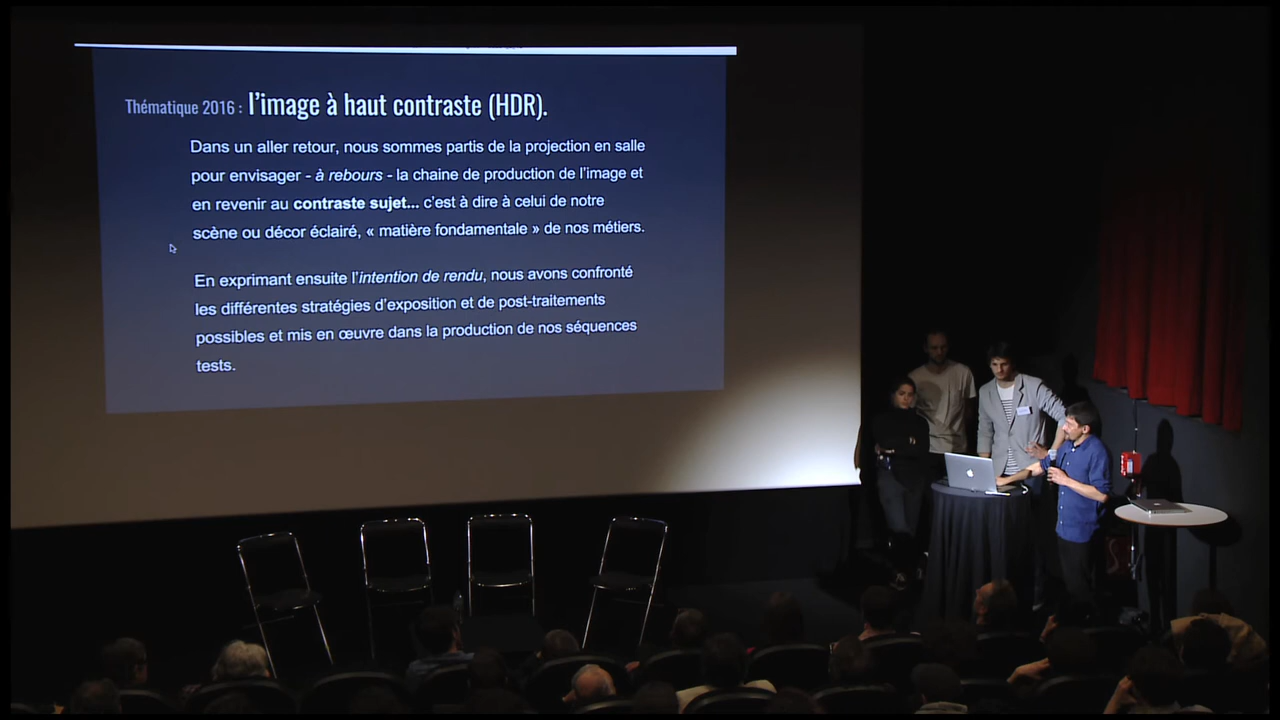 Thématique 2016 : l'image à haut contraste (HDR).
Dans un aller retour, nous sommes partis de la projection en salle
pour envisager - à rebours - la chaine de production de l'image et
en revenir au contraste sujet... c'est à dire à celui de notre
scène ou décor éclairé, « matière fondamentale » de nos métiers.
En exprimant ensuite l'intention de rendu, nous avons confronté
les différentes stratégies d'exposition et de post-traitements
possibles et mis en œuvre dans la production de nos séquences
tests.